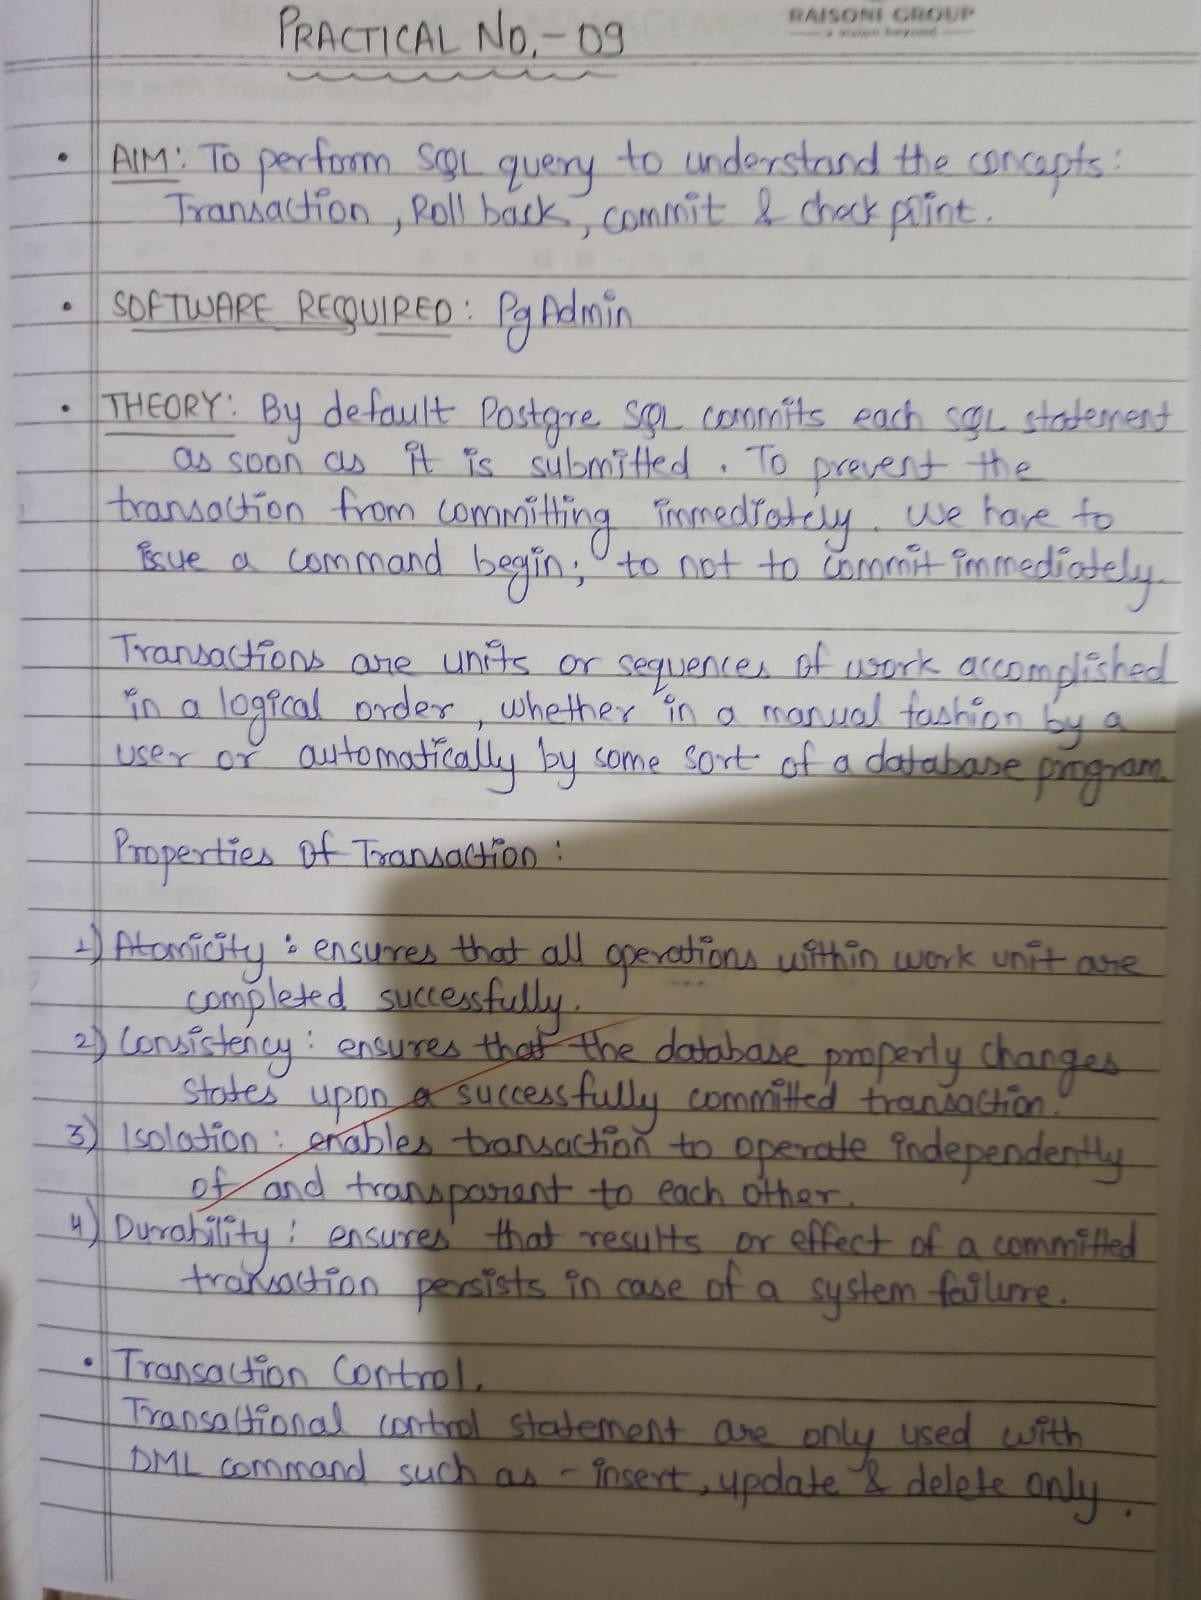 RAISONI GROUP
a vision beyond
PRACTICAL NO.-09
• AIM: To perform SQL query to understand the concepts:
Transaction, Roll back, commit & check point.
• SOFTWARE REQUIRED: Pg Admin
• THEORY: By default Postgre SQL commits each SQL statement
as soon as it is submitted. To prevent the
transaction from committing immediately. We have to
issue a command begin; to not to commit immediately.
Transactions are units or sequences of work accomplished
in a logical order, whether in a manual fashion by a
user or automatically by some sort of a database program.
Properties Of Transaction:
1) Atomicity: ensures that all operations within work unit are
completed successfully.
2) Consistency: ensures that the database properly changes
states upon a successfully committed transaction.
3) Isolation: enables transaction to operate independently
of and transparent to each other.
4) Durability: ensures that results or effect of a committed
transaction persists in case of a system failure.
• Transaction Control.
Transactional control statement are only used with
DML command such as - insert, update & delete only.